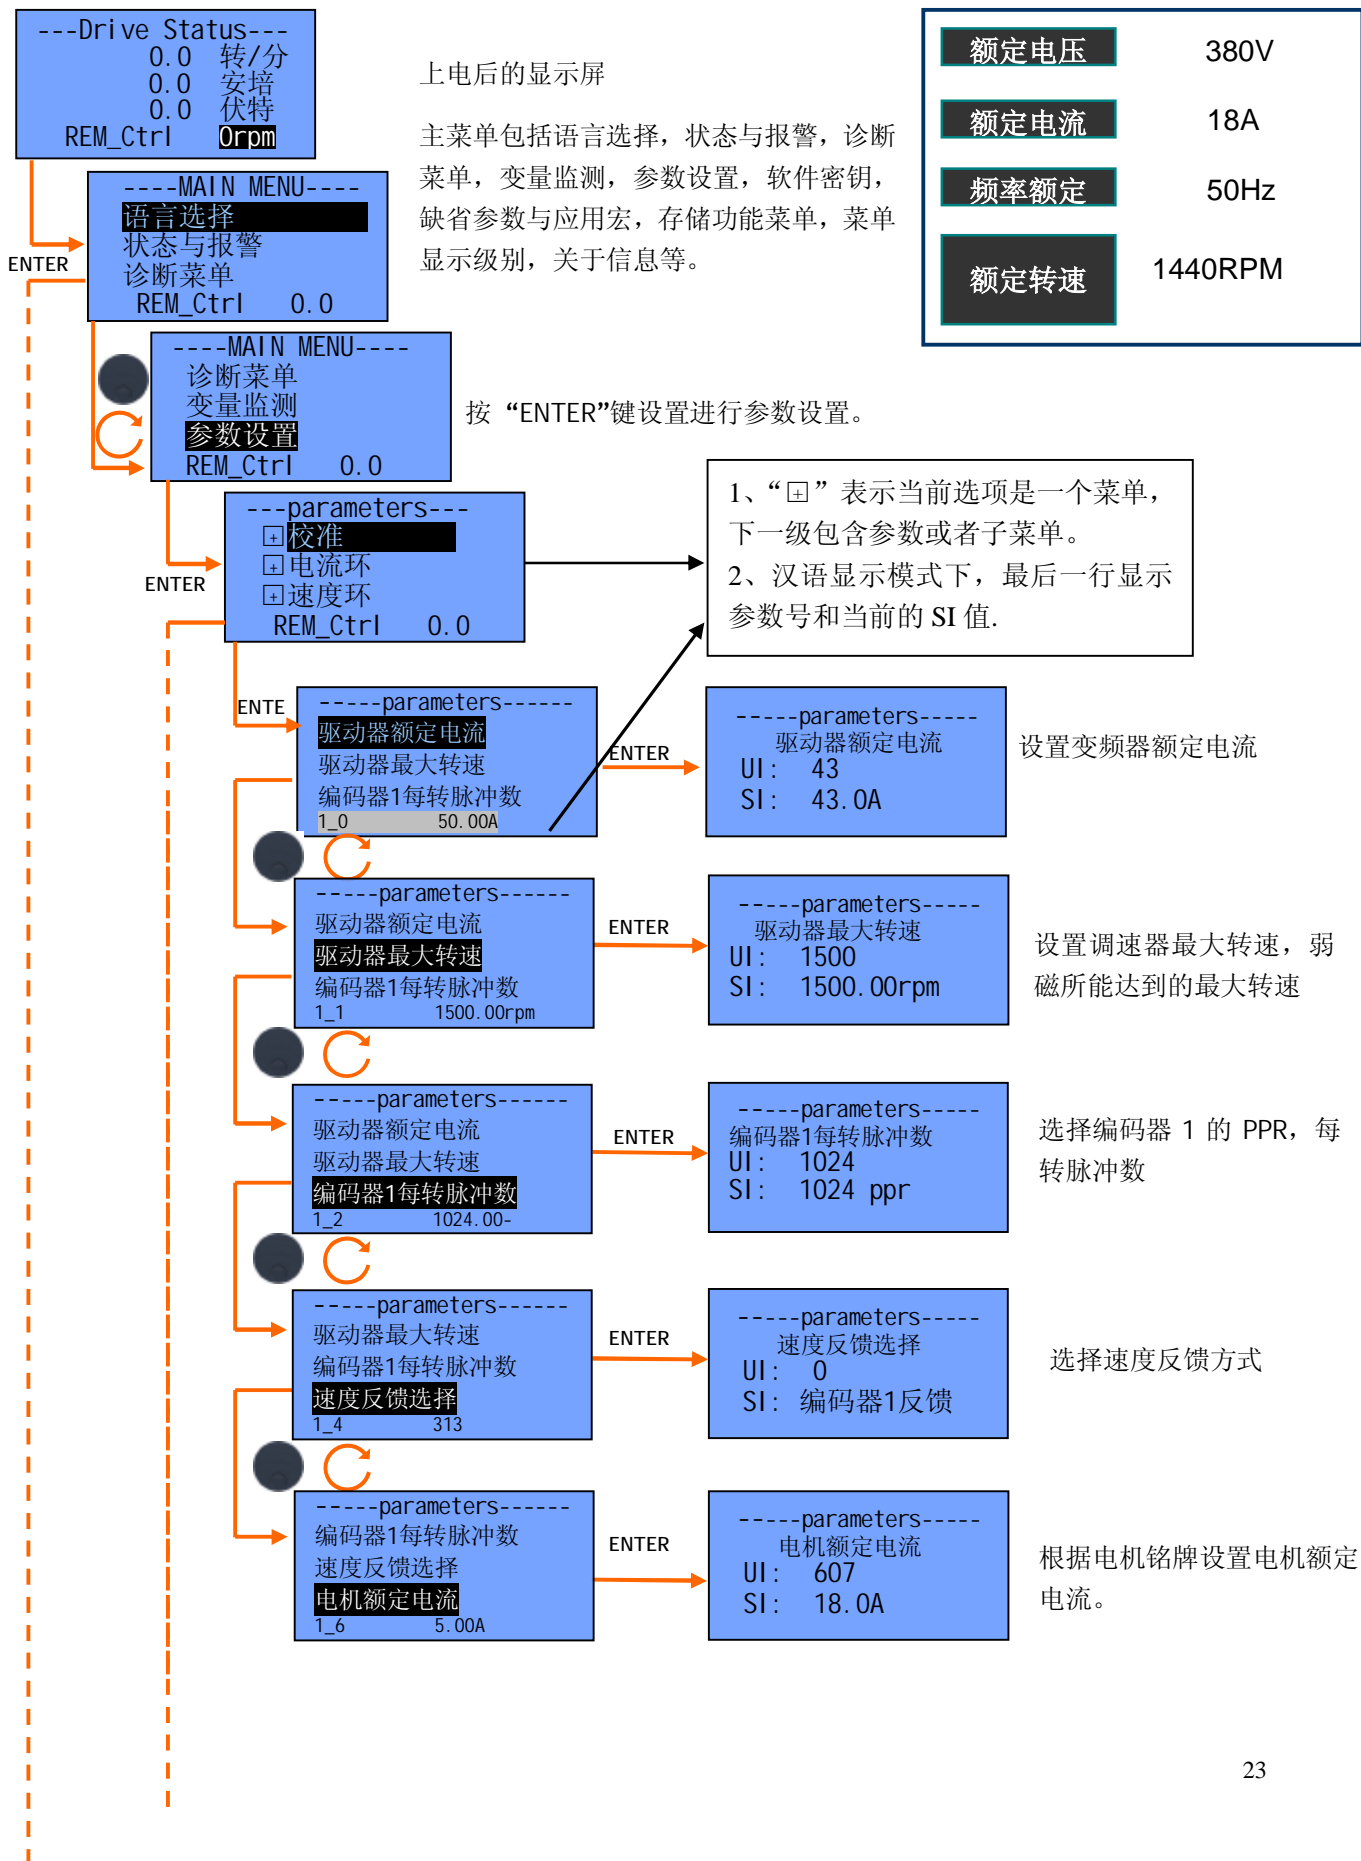 ---Drive Status---
0.0 转/分
0.0 安培
0.0 伏特
REM_Ctrl 0rpm
上电后的显示屏
主菜单包括语言选择，状态与报警，诊断
菜单，变量监测，参数设置，软件密钥，
缺省参数与应用宏，存储功能菜单，菜单
显示级别，关于信息等。
额定电压 380V
额定电流 18A
频率额定 50Hz
额定转速 1440RPM
ENTER
----MAIN MENU----
语言选择
状态与报警
诊断菜单
REM_Ctrl 0.0
----MAIN MENU----
诊断菜单
变量监测
参数设置
REM_Ctrl 0.0
按 “ENTER”键设置进行参数设置。
ENTER
---parameters---
+校准
+电流环
+速度环
REM_Ctrl 0.0
1、“+”表示当前选项是一个菜单，
下一级包含参数或者子菜单。
2、汉语显示模式下，最后一行显示
参数号和当前的 SI 值.
ENTE
-----parameters------
驱动器额定电流
驱动器最大转速
编码器1每转脉冲数
1_0 50.00A
ENTER
-----parameters-----
驱动器额定电流
UI: 43
SI: 43.0A
设置变频器额定电流
-----parameters------
驱动器额定电流
驱动器最大转速
编码器1每转脉冲数
1_1 1500.00rpm
ENTER
-----parameters-----
驱动器最大转速
UI: 1500
SI: 1500.00rpm
设置调速器最大转速，弱
磁所能达到的最大转速
-----parameters------
驱动器额定电流
驱动器最大转速
编码器1每转脉冲数
1_2 1024.00-
ENTER
-----parameters-----
编码器1每转脉冲数
UI: 1024
SI: 1024 ppr
选择编码器 1 的 PPR，每
转脉冲数
-----parameters------
驱动器最大转速
编码器1每转脉冲数
速度反馈选择
1_4 313
ENTER
-----parameters-----
速度反馈选择
UI: 0
SI: 编码器1反馈
选择速度反馈方式
-----parameters------
编码器1每转脉冲数
速度反馈选择
电机额定电流
1_6 5.00A
ENTER
-----parameters-----
电机额定电流
UI: 607
SI: 18.0A
根据电机铭牌设置电机额定
电流。
23